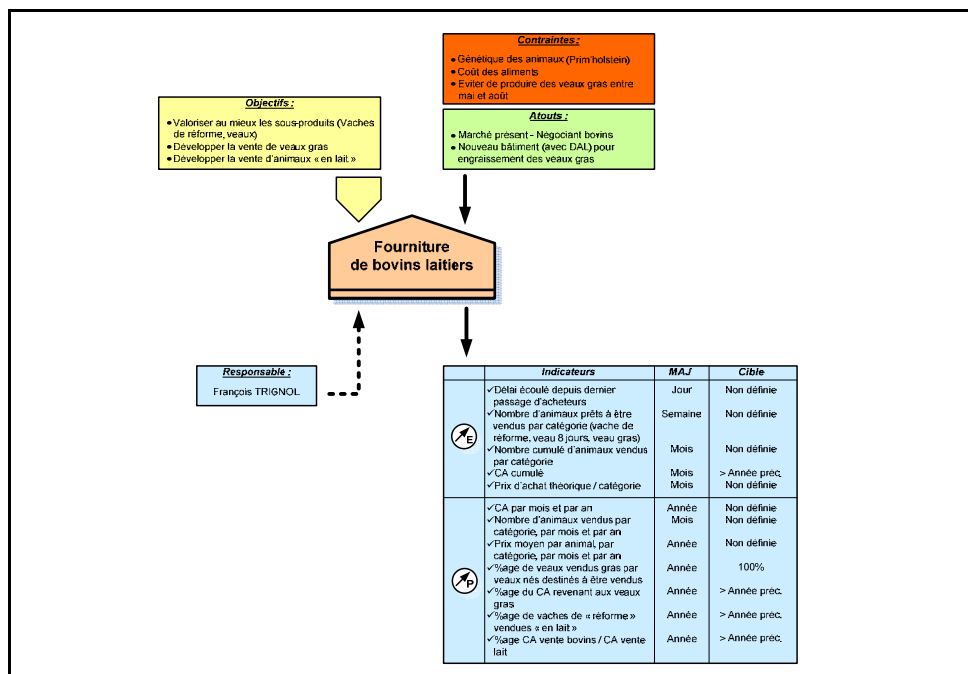 Contraintes :
• Génétique des animaux (Prim'holstein)
• Coût des aliments
• Eviter de produire des veaux gras entre
mai et août
Objectifs :
• Valoriser au mieux les sous-produits (Vaches
de réforme, veaux)
• Développer la vente de veaux gras
• Développer la vente d'animaux « en lait »
Atouts :
• Marché présent – Négociant bovins
• Nouveau bâtiment (avec DAL) pour
engraissement des veaux gras
Fourniture
de bovins laitiers
Responsable :
François TRIGNOL
Indicateurs MAJ Cible
E
✓Délai écoulé depuis dernier Jour Non définie
passage d'acheteurs
✓Nombre d'animaux prêts à être Semaine Non définie
vendus par catégorie (vache de
réforme, veau 8 jours, veau gras)
✓Nombre cumulé d'animaux vendus Mois Non définie
par catégorie
✓CA cumulé Mois > Année préc.
✓Prix d'achat théorique / catégorie Mois Non définie
P
✓CA par mois et par an Année Non définie
✓Nombre d'animaux vendus par Mois Non définie
catégorie, par mois et par an
✓Prix moyen par animal, par Année Non définie
catégorie, par mois et par an
✓%age de veaux vendus gras par Année 100%
veaux nés destinés à être vendus
✓%age du CA revenant aux veaux Année > Année préc.
gras
✓%age de vaches de « réforme » Année > Année préc.
vendues « en lait »
✓%age CA vente bovins / CA vente Année > Année préc.
lait